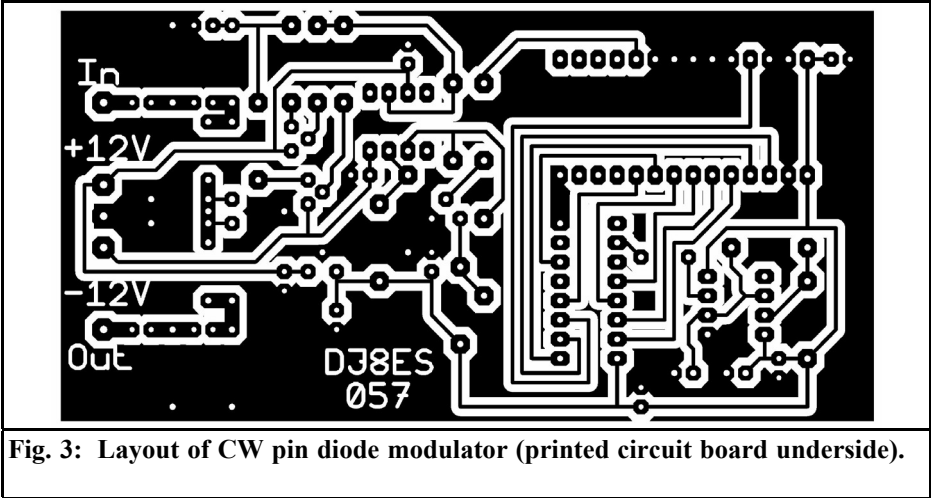 In
+12V
-12V
Out
DJ8ES
057
Fig. 3: Layout of CW pin diode modulator (printed circuit board underside).